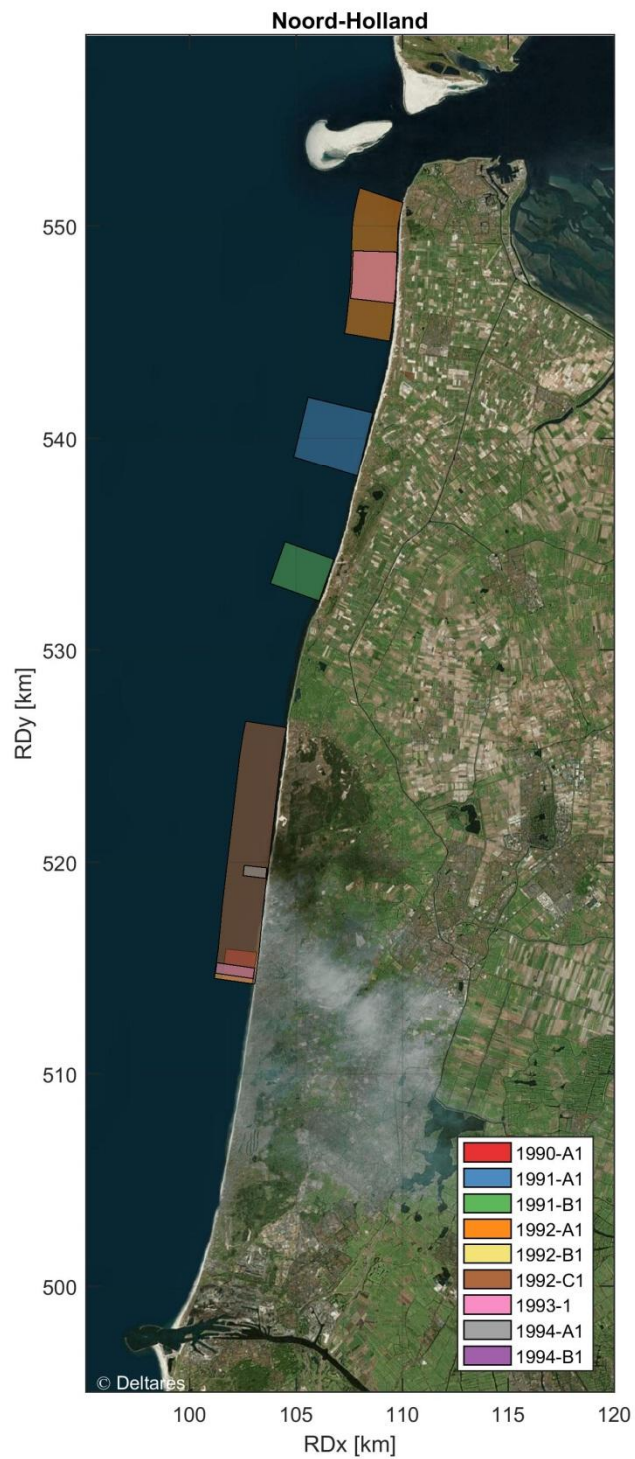 Noord-Holland
550
540
530
520
510
500
RDy [km]
1990-A1
1991-A1
1991-B1
1992-A1
1992-B1
1992-C1
1993-1
1994-A1
1994-B1
© Deltares
100
105
110
115
120
RDx [km]